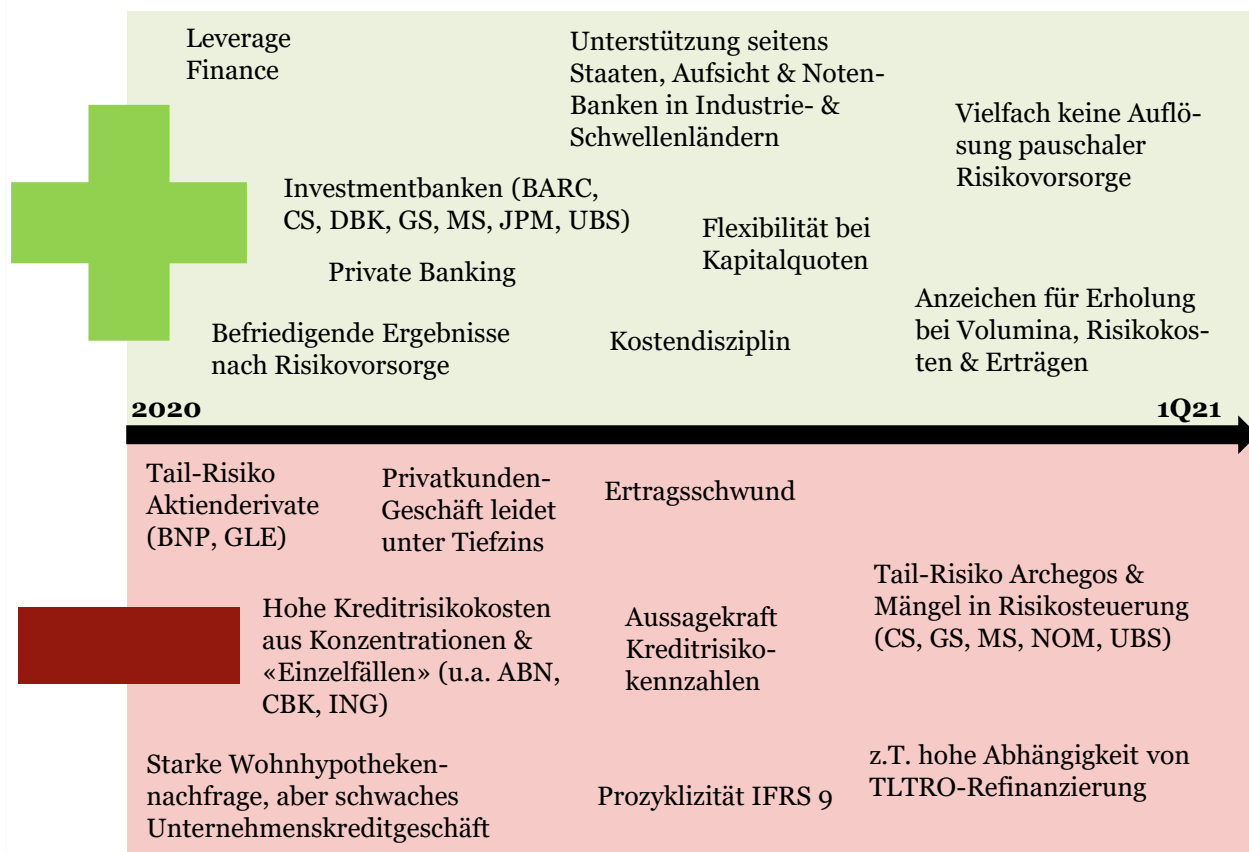 Leverage
Finance
Unterstützung seitens
Staaten, Aufsicht & Noten-
Banken in Industrie- &
Schwellenländern
Vielfach keine Auflö-
sung pauschaler
Risikovorsorge
Investmentbanken (BARC,
CS, DBK, GS, MS, JPM, UBS)
Flexibilität bei
Kapitalquoten
Private Banking
Anzeichen für Erholung
bei Volumina, Risikokos-
ten & Erträgen
Befriedigende Ergebnisse
nach Risikovorsorge
Kostendisziplin
2020
1Q21
Tail-Risiko
Aktienderivate
(BNP, GLE)
Privatkunden-
Geschäft leidet
unter Tiefzins
Ertragsschwund
Tail-Risiko Archegos &
Mängel in Risikosteuerung
(CS, GS, MS, NOM, UBS)
Hohe Kreditrisikokosten
aus Konzentrationen &
«Einzelfällen» (u.a. ABN,
CBK, ING)
Aussagekraft
Kreditrisiko-
kennzahlen
Starke Wohnhypotheken-
nachfrage, aber schwaches
Unternehmenskreditgeschäft
Prozyklizität IFRS 9
z.T. hohe Abhängigkeit von
TLTRO-Refinanzierung